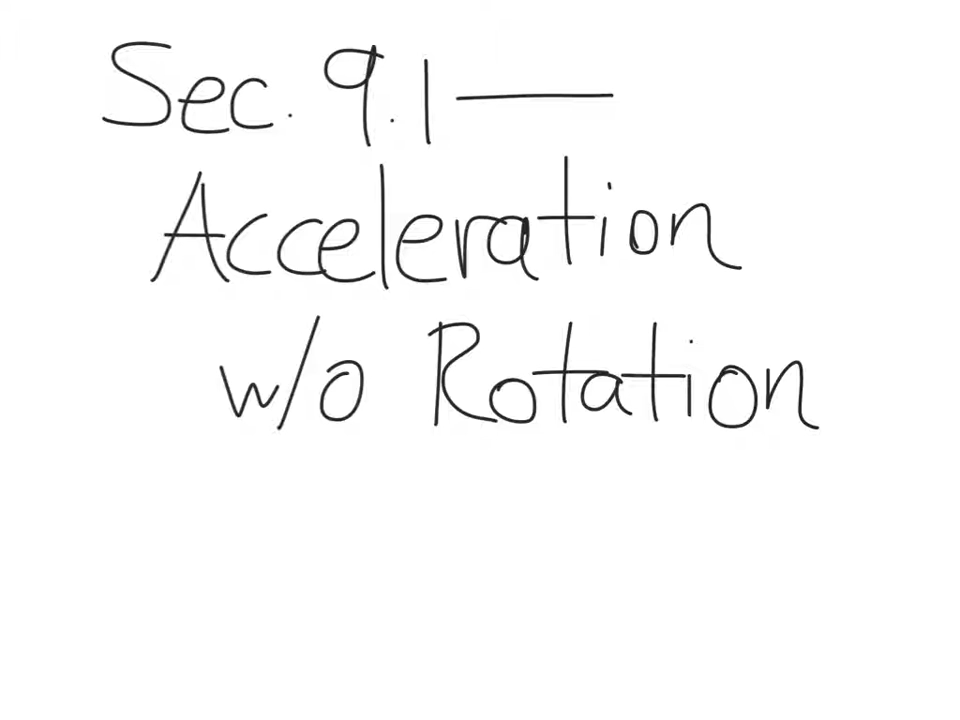 Sec. 9.1 —
Acceleration
w/o Rotation